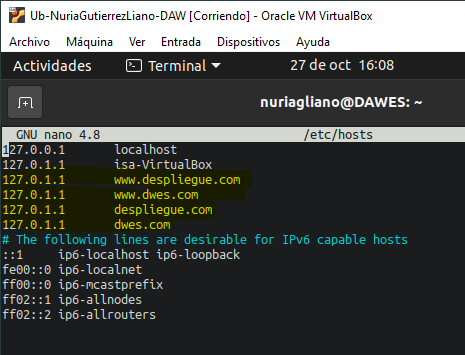 Ub-NuriaGutierrezLiano-DAW [Corriendo] - Oracle VM VirtualBox
Archivo Máquina Ver Entrada Dispositivos Ayuda
Actividades Terminal 27 de oct 16:08
nuriagliano@DAWES: ~
GNU nano 4.8 /etc/hosts
127.0.0.1 localhost
127.0.1.1 isa-VirtualBox
127.0.1.1 www.despliegue.com
127.0.1.1 www.dwes.com
127.0.1.1 despliegue.com
127.0.1.1 dwes.com
# The following lines are desirable for IPv6 capable hosts
::1 ip6-localhost ip6-loopback
fe00::0 ip6-localnet
ff00::0 ip6-mcastprefix
ff02::1 ip6-allnodes
ff02::2 ip6-allrouters